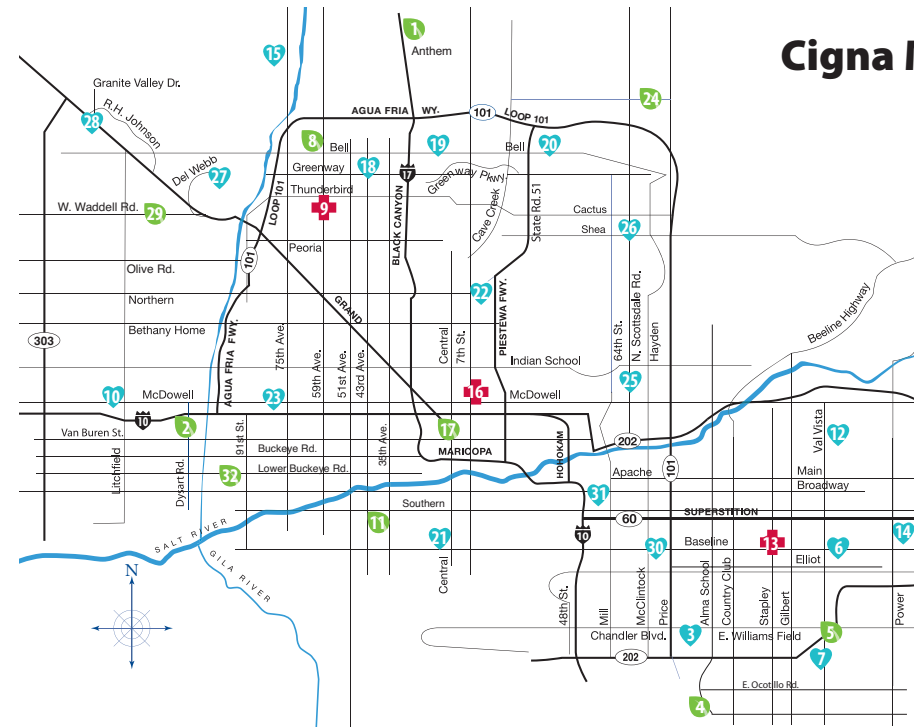 1
15
Anthem
Cigna M
Granite Valley Dr.
R.H. Johnson
28
24
AGUA FRIA WY.
101
LOOP 101
8
Bell
19
Bell
20
Greenway
18
17
Greenway Pkwy.
Del Webb
27
Thunderbird
9
W. Waddell Rd.
29
LOOP 101
BLACK CANYON
Cave Creek
State Rd. 51
Cactus
Shea
26
Peoria
101
Olive Rd.
Northern
22
GRAND
PIESTEWA FWY.
N. Scottsdale Rd.
Hayden
64th St.
Beeline Highway
Bethany Home
303
AGUA FRIA FWY.
75th Ave.
59th Ave.
51st Ave.
43rd Ave.
Central
7th St.
Indian School
25
10
McDowell
23
16
McDowell
10
2
17
Van Buren St.
91st St.
Buckeye Rd.
35th Ave.
MARICOPA
HOHOKAM
202
Val Vista
12
Litchfield
Dysart Rd.
32
Lower Buckeye Rd.
101
Apache
Main
Broadway
31
Southern
11
60
SUPERSTITION
SALT RIVER
21
10
30
Baseline
13
6
14
Elliot
GILA RIVER
N
Central
48th St.
Mill
McClintock
Price
Alma School
Country Club
Stapley
Gilbert
Power
Chandler Blvd.
3
E. Williams Field
5
202
7
E. Ocotillo Rd.
4